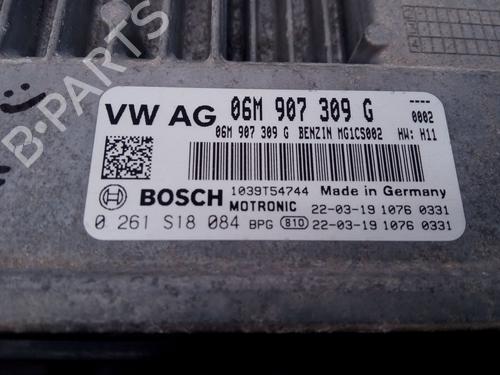 B-PARTS
VW AG 06M 907 309 G ----
06M 907 309 G BENZIN MG1CS002 0002
HW: H11
BOSCH 1039T54744 Made in Germany
MOTRONIC 22-03-19 1076 0331
0 261 S18 084 BPG 810 22-03-19 1076 0331